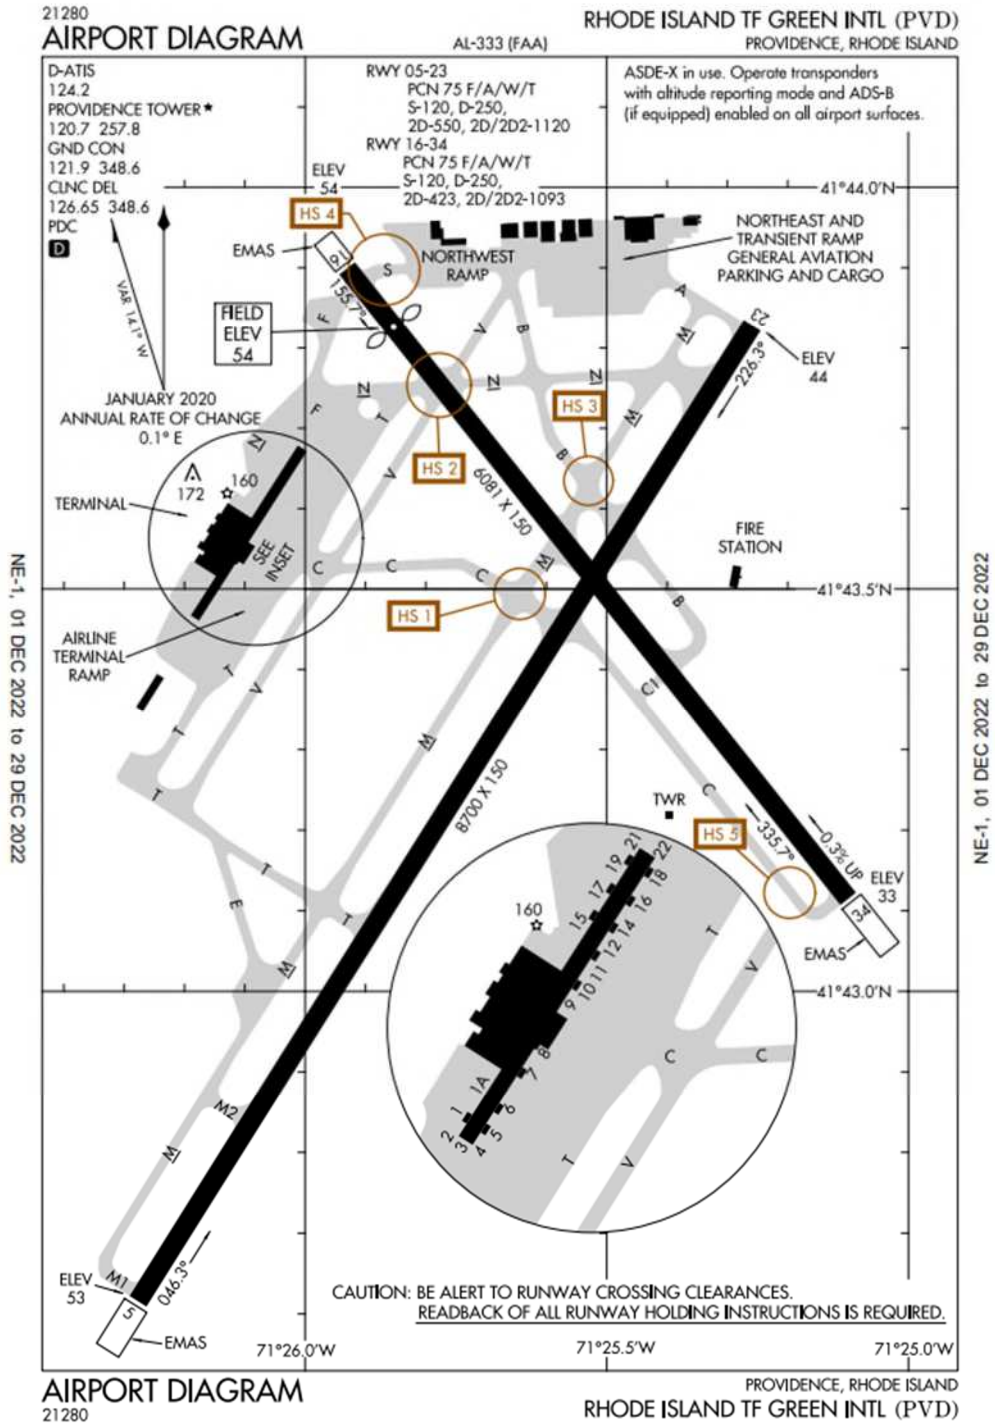 21280
AIRPORT DIAGRAM
AL-333 (FAA)
RHODE ISLAND TF GREEN INTL (PVD)
PROVIDENCE, RHODE ISLAND
D-ATIS
124.2
PROVIDENCE TOWER★
120.7 257.8
GND CON
121.9 348.6
CLNC DEL
126.65 348.6
PDC
D
RWY 05-23
PCN 75 F/A/W/T
S-120, D-250,
2D-550, 2D/2D2-1120
RWY 16-34
PCN 75 F/A/W/T
S-120, D-250,
2D-423, 2D/2D2-1093
ASDE-X in use. Operate transponders
with altitude reporting mode and ADS-B
(if equipped) enabled on all airport surfaces.
VAR 14.1° W
JANUARY 2020
ANNUAL RATE OF CHANGE
0.1° E
ELEV
54
HS 4
EMAS
16
155.7°
S
NORTHWEST
RAMP
41°44.0'N
NORTHEAST AND
TRANSIENT RAMP
GENERAL AVIATION
PARKING AND CARGO
FIELD
ELEV
54
F
V
B
A
M
23
226.3°
ELEV
44
F
N
T
N
N
M
HS 3
B
HS 2
V
N
6081 X 150
172
160
TERMINAL
SEE
INSET
C
C
C
M
FIRE
STATION
41°43.5'N
B
HS 1
AIRLINE
TERMINAL
RAMP
T
V
T
M
C1
8700 X 150
T
C
TWR
HS 5
335.7°
0.3% UP
ELEV
33
34
EMAS
T
E
T
M
160
21
22
19
18
17
16
15
14
12
11
10
9
8
7
1A
1
6
2
5
3
4
T
V
C
C
T
V
41°43.0'N
M2
M
M1
046.3°
ELEV
53
5
EMAS
CAUTION: BE ALERT TO RUNWAY CROSSING CLEARANCES.
READBACK OF ALL RUNWAY HOLDING INSTRUCTIONS IS REQUIRED.
71°26.0'W
71°25.5'W
71°25.0'W
NE-1, 01 DEC 2022 to 29 DEC 2022
NE-1, 01 DEC 2022 to 29 DEC 2022
AIRPORT DIAGRAM
21280
PROVIDENCE, RHODE ISLAND
RHODE ISLAND TF GREEN INTL (PVD)